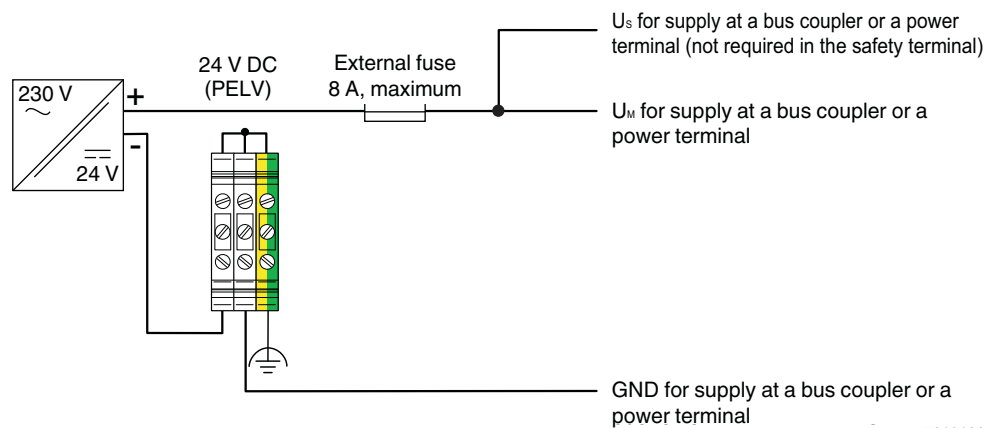 Us for supply at a bus coupler or a power
terminal (not required in the safety terminal)
24 V DC
(PELV)
External fuse
8 A, maximum
230 V
+
-
24 V
UM for supply at a bus coupler or a
power terminal
GND for supply at a bus coupler or a
power terminal